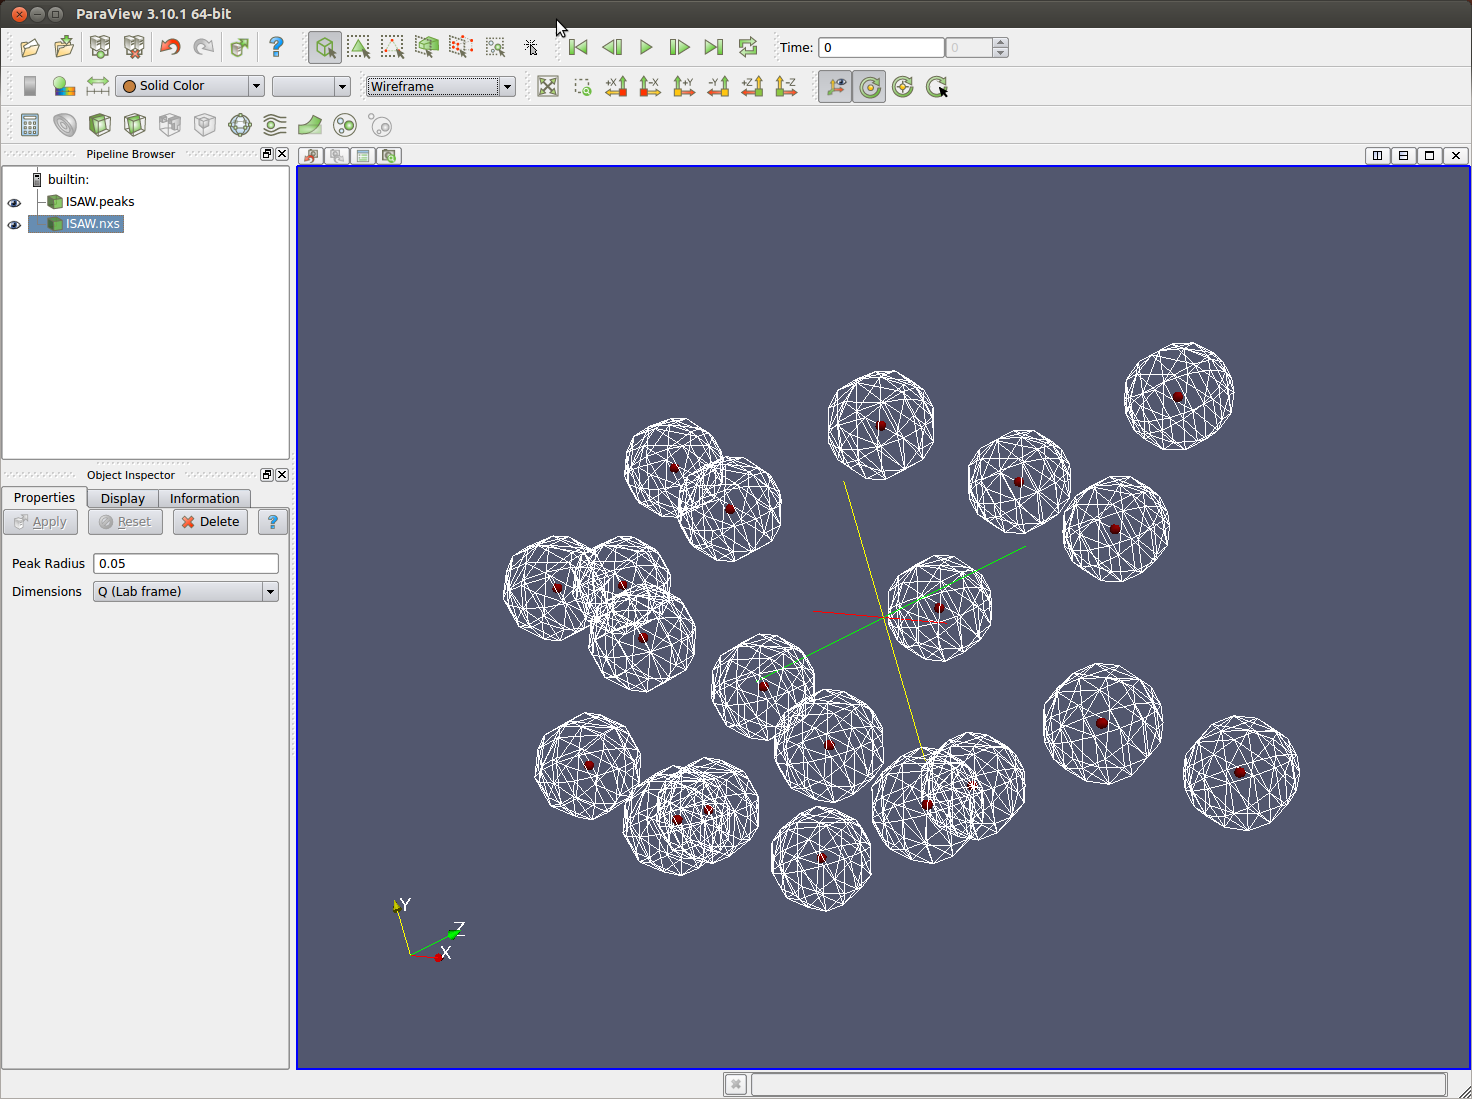 ParaView 3.10.1 64-bit
Time: 0 0
Solid Color Wireframe +X -X +Y -Y +Z -Z
Pipeline Browser
builtin:
ISAW.peaks
ISAW.nxs
Object Inspector
Properties Display Information
Apply Reset Delete ?
Peak Radius 0.05
Dimensions Q (Lab frame)
Y
Z
X